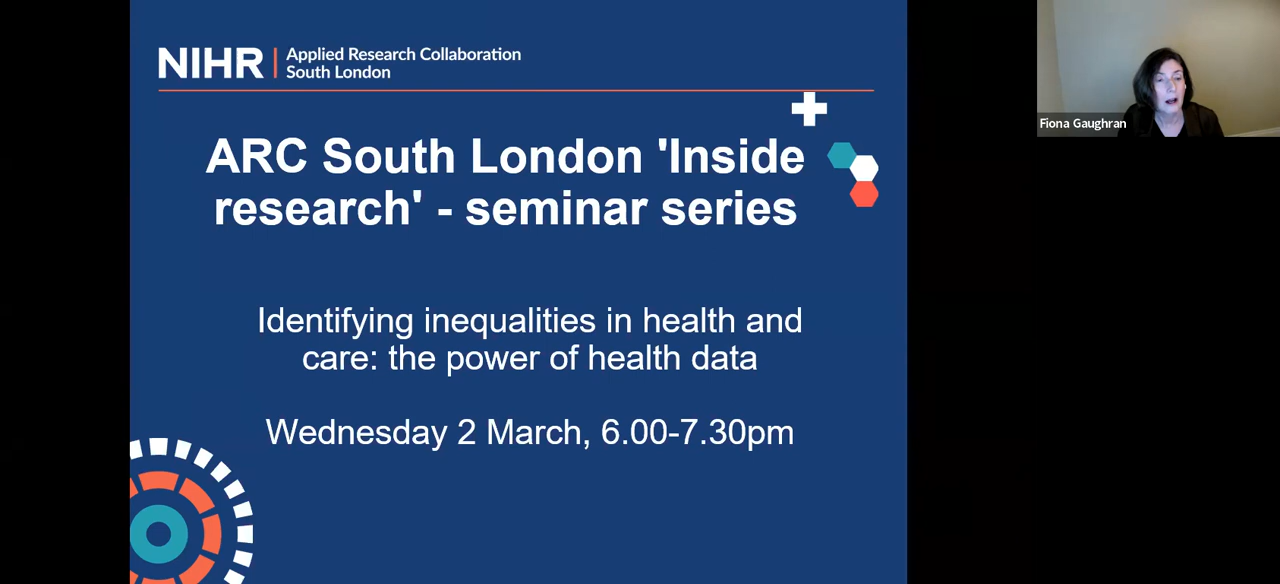 NIHR
Applied Research Collaboration
South London
ARC South London 'Inside
research' - seminar series
Identifying inequalities in health and
care: the power of health data
Wednesday 2 March, 6.00-7.30pm
Fiona Gaughran